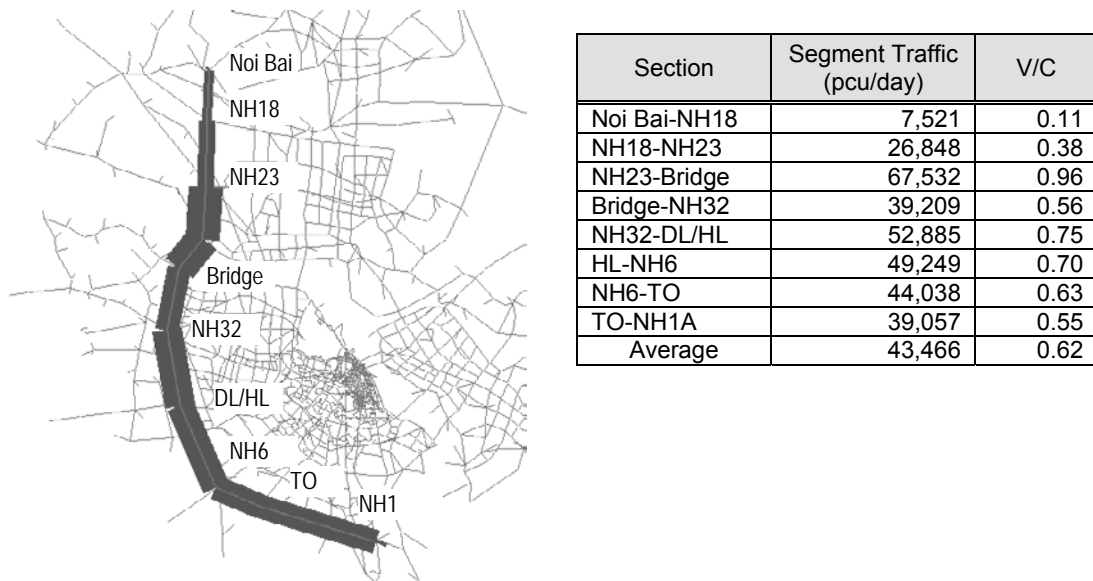 Noi Bai
NH18
NH23
Bridge
NH32
DL/HL
NH6
TO
NH1
Section Segment Traffic (pcu/day) V/C
Noi Bai-NH18 7,521 0.11
NH18-NH23 26,848 0.38
NH23-Bridge 67,532 0.96
Bridge-NH32 39,209 0.56
NH32-DL/HL 52,885 0.75
HL-NH6 49,249 0.70
NH6-TO 44,038 0.63
TO-NH1A 39,057 0.55
Average 43,466 0.62